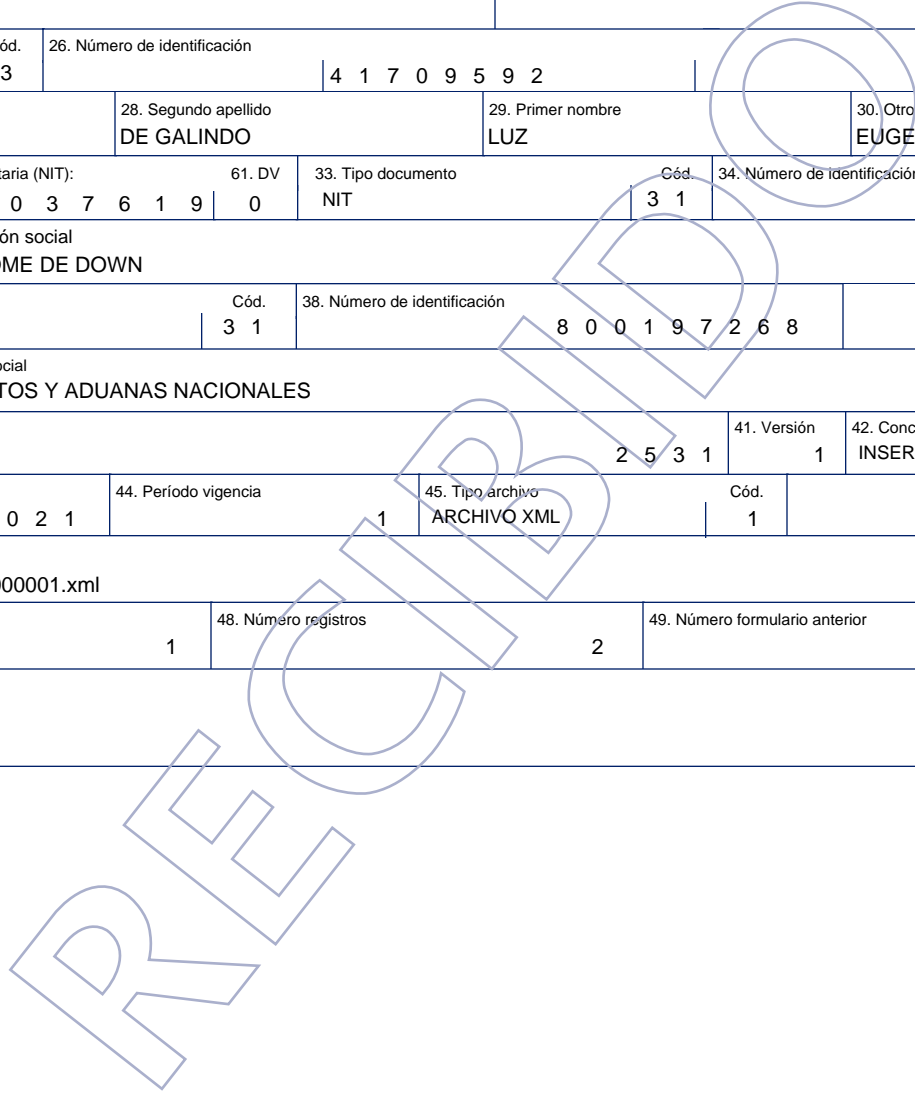 ód. 26. Número de identificación
3 4 1 7 0 9 5 9 2
28. Segundo apellido 29. Primer nombre 30. Otro
DE GALINDO LUZ EUGE
taria (NIT): 61. DV 33. Tipo documento Cód. 34. Número de identificación
0 3 7 6 1 9 0 NIT 3 1
ón social
OME DE DOWN
Cód. 38. Número de identificación
3 1 8 0 0 1 9 7 2 6 8
ocial
TOS Y ADUANAS NACIONALES
41. Versión 42. Conc
2 5 3 1 1 INSER
44. Período vigencia 45. Tipo archivo Cód.
0 2 1 1 ARCHIVO XML 1
000001.xml
48. Número registros 49. Número formulario anterior
1 2
RECIBIDO